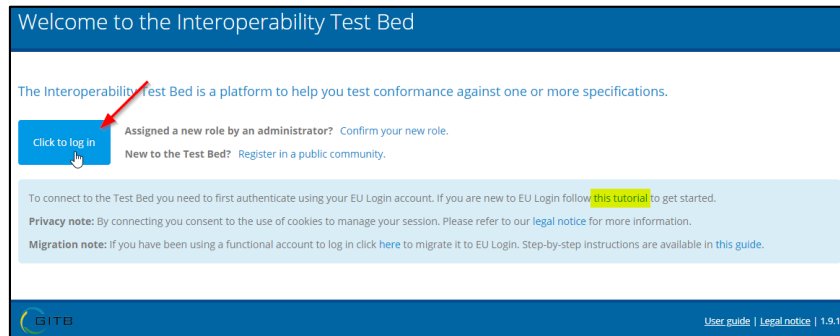 Welcome to the Interoperability Test Bed
The Interoperability Test Bed is a platform to help you test conformance against one or more specifications.
Click to log in
Assigned a new role by an administrator? Confirm your new role.
New to the Test Bed? Register in a public community.
To connect to the Test Bed you need to first authenticate using your EU Login account. If you are new to EU Login follow this tutorial to get started.
Privacy note: By connecting you consent to the use of cookies to manage your session. Please refer to our legal notice for more information.
Migration note: If you have been using a functional account to log in click here to migrate it to EU Login. Step-by-step instructions are available in this guide.
GITB
User guide | Legal notice | 1.9.1